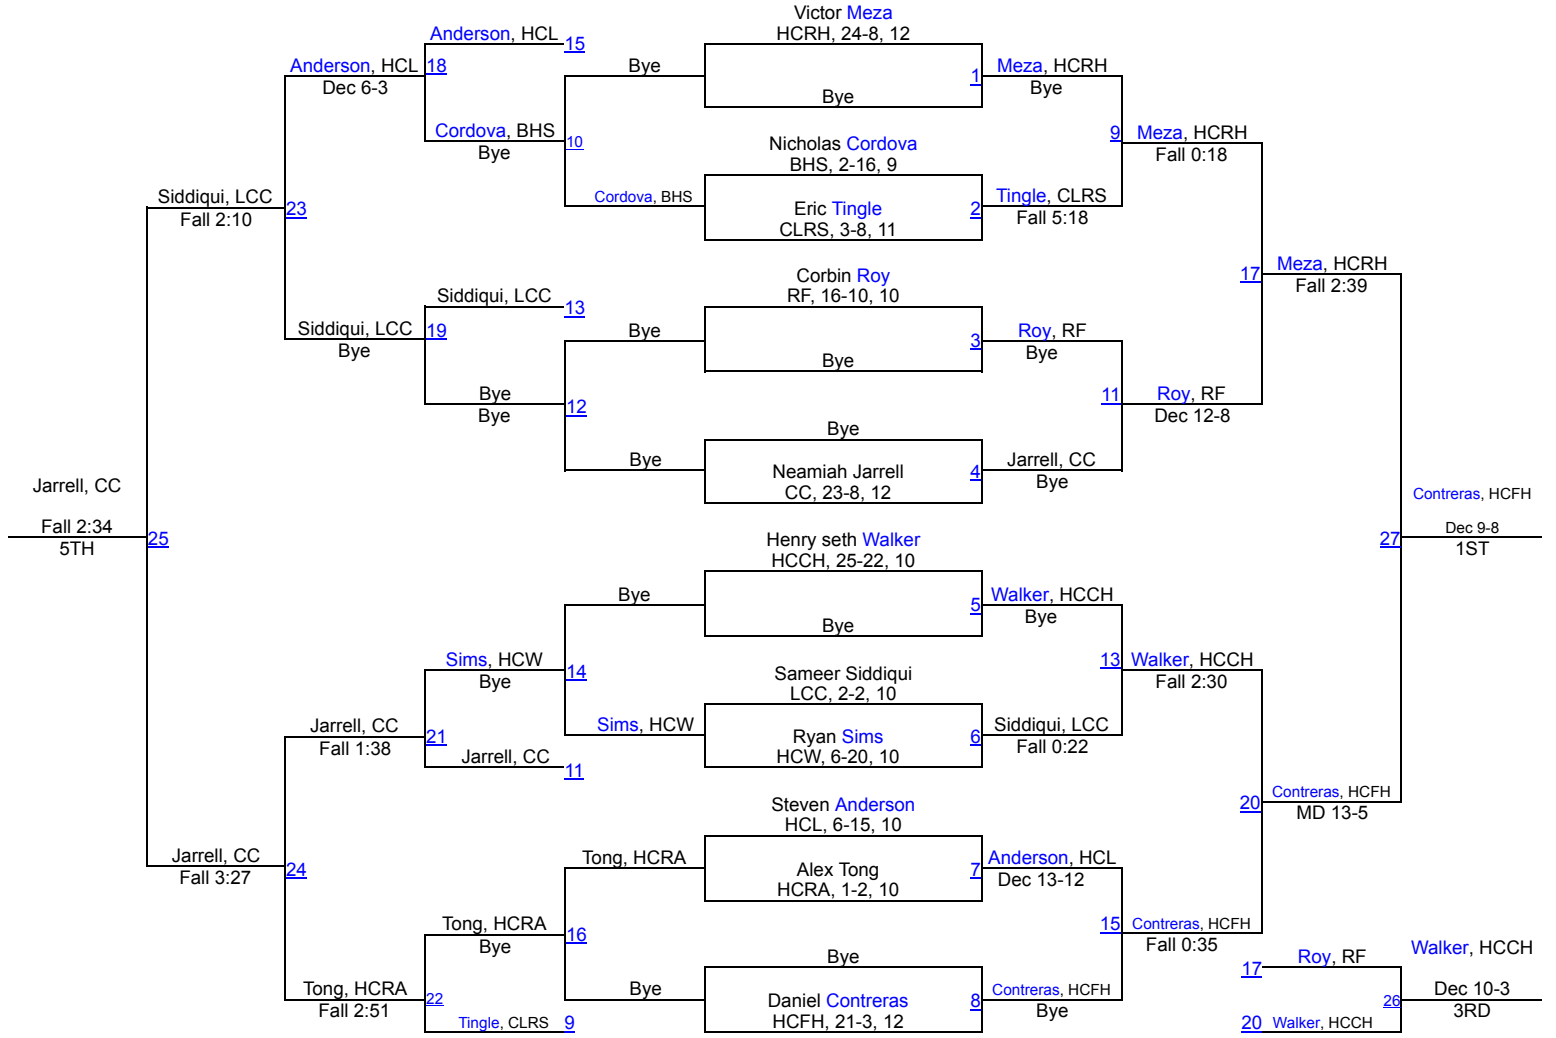 Victor Meza
HCRH, 24-8, 12
Anderson, HCL
15
Anderson, HCL
18
Dec 6-3
Bye
1
Meza, HCRH
Bye
Bye
Cordova, BHS
10
Bye
Nicholas Cordova
BHS, 2-16, 9
9
Meza, HCRH
Fall 0:18
Siddiqui, LCC
23
Fall 2:10
Cordova, BHS
Eric Tingle
CLRS, 3-8, 11
2
Tingle, CLRS
Fall 5:18
Corbin Roy
RF, 16-10, 10
17
Meza, HCRH
Fall 2:39
Siddiqui, LCC
13
Siddiqui, LCC
19
Bye
Bye
3
Roy, RF
Bye
Bye
Bye
Bye
12
11
Roy, RF
Dec 12-8
Bye
Bye
Neamiah Jarrell
CC, 23-8, 12
4
Jarrell, CC
Bye
Jarrell, CC
Fall 2:34
25
5TH
Contreras, HCFH
27
Dec 9-8
1ST
Henry seth Walker
HCCH, 25-22, 10
Bye
5
Walker, HCCH
Bye
Bye
Sims, HCW
14
Bye
Sameer Siddiqui
LCC, 2-2, 10
13
Walker, HCCH
Fall 2:30
Jarrell, CC
21
Fall 1:38
Sims, HCW
Ryan Sims
HCW, 6-20, 10
6
Siddiqui, LCC
Fall 0:22
Jarrell, CC
11
Steven Anderson
HCL, 6-15, 10
20
Contreras, HCFH
MD 13-5
Jarrell, CC
24
Fall 3:27
Tong, HCRA
Alex Tong
HCRA, 1-2, 10
7
Anderson, HCL
Dec 13-12
Tong, HCRA
16
Bye
15
Contreras, HCFH
Fall 0:35
Bye
Tong, HCRA
22
Fall 2:51
Bye
Daniel Contreras
HCFH, 21-3, 12
8
Contreras, HCFH
Bye
Tingle, CLRS
9
17
Roy, RF
Walker, HCCH
26
Dec 10-3
3RD
20
Walker, HCCH